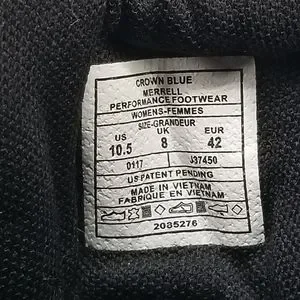 CROWN BLUE
MERRELL
PERFORMANCE FOOTWEAR
WOMENS-FEMMES
SIZE-GRANDEUR
US UK EUR
10.5 8 42
0117 J37450
US PATENT PENDING
MADE IN VIETNAM
FABRIQUE EN VIETNAM
2085276